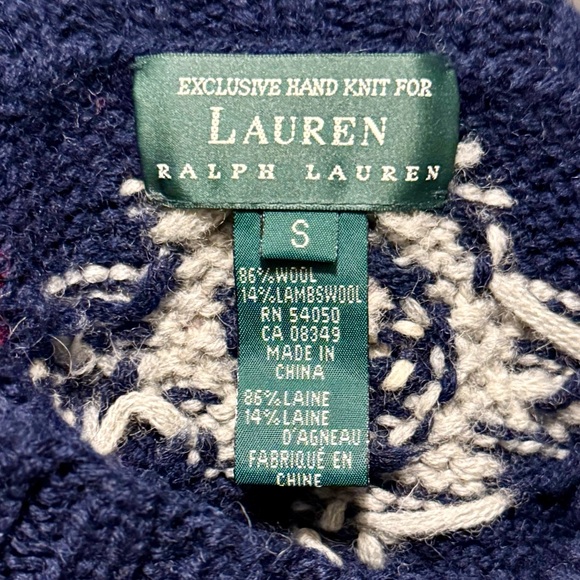 EXCLUSIVE HAND KNIT FOR
LAUREN
RALPH LAUREN
S
86% WOOL
14% LAMBSWOOL
RN 54050
CA 08349
MADE IN
CHINA
86% LAINE
14% LAINE
D'AGNEAU
FABRIQUÉ EN
CHINE